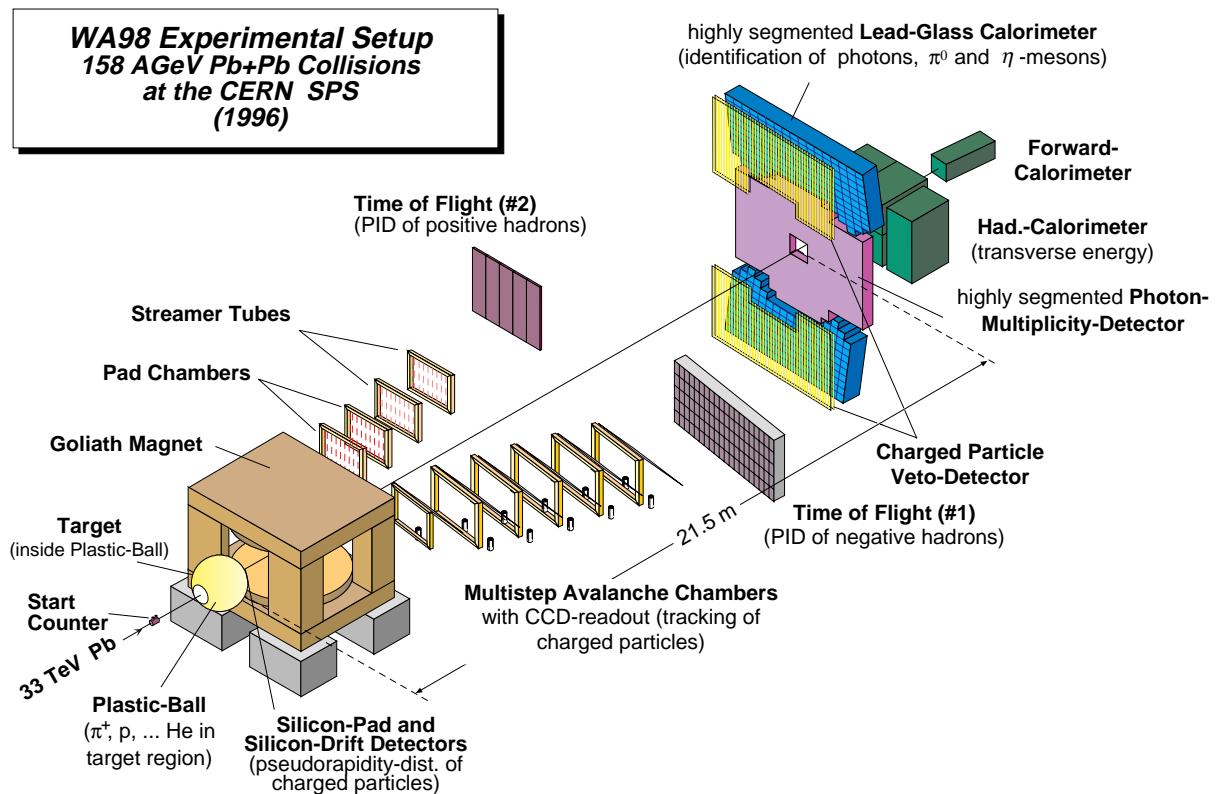 WA98 Experimental Setup
158 AGeV Pb+Pb Collisions
at the CERN SPS
(1996)
highly segmented Lead-Glass Calorimeter
(identification of photons, π⁰ and η -mesons)
Forward-
Calorimeter
Time of Flight (#2)
(PID of positive hadrons)
Had.-Calorimeter
(transverse energy)
highly segmented Photon-
Multiplicity-Detector
Streamer Tubes
Pad Chambers
Goliath Magnet
Charged Particle
Veto-Detector
Time of Flight (#1)
(PID of negative hadrons)
21.5 m
Target
(inside Plastic-Ball)
Multistep Avalanche Chambers
with CCD-readout (tracking of
charged particles)
Start
Counter
33 TeV Pb
Plastic-Ball
(π⁺, p, ... He in
target region)
Silicon-Pad and
Silicon-Drift Detectors
(pseudorapidity-dist. of
charged particles)